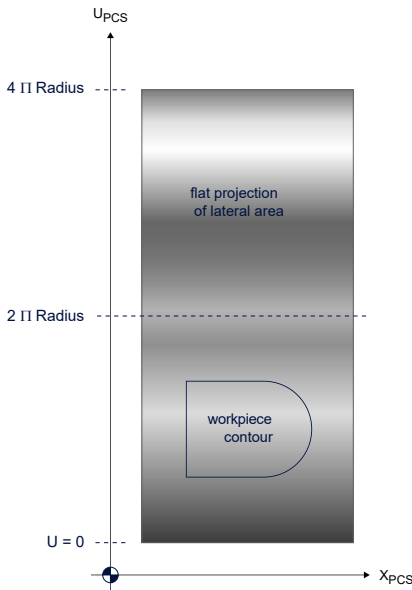 U_PCS
4 Π Radius
flat projection
of lateral area
2 Π Radius
workpiece
contour
U = 0
X_PCS